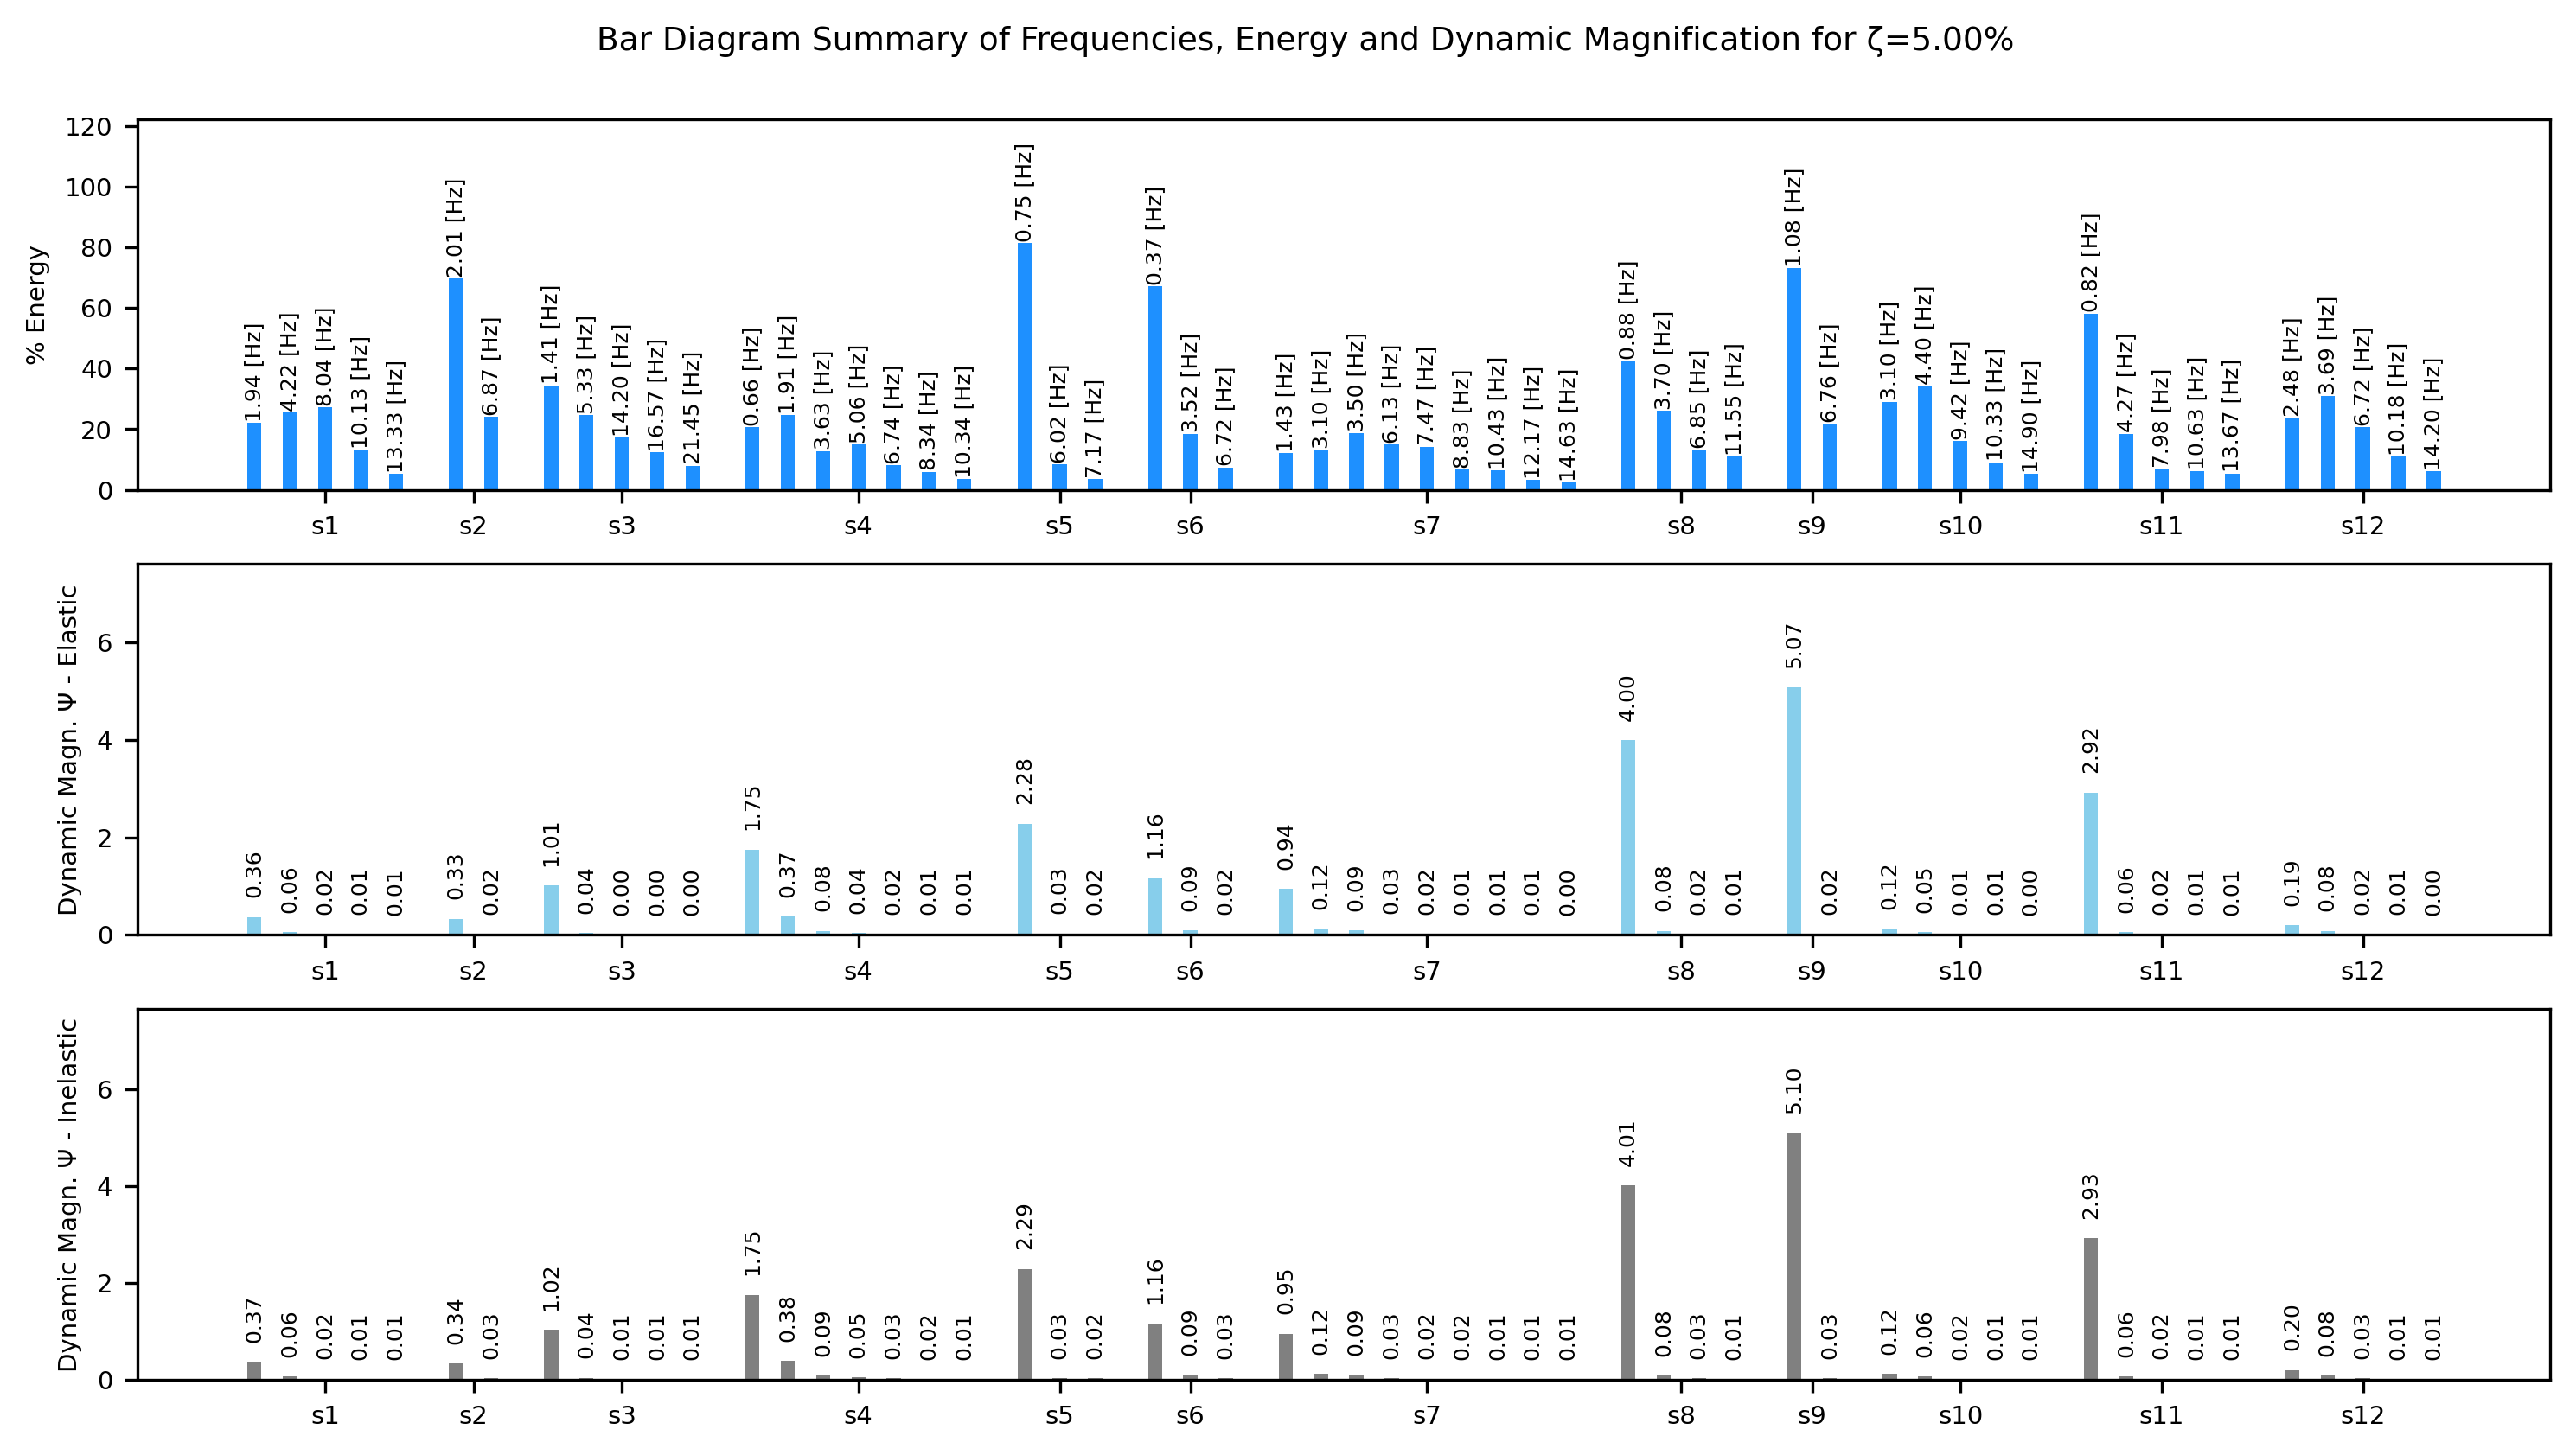 Bar Diagram Summary of Frequencies, Energy and Dynamic Magnification for ζ=5.00%
% Energy
120
100
80
60
40
20
0
1.94 [Hz]
4.22 [Hz]
8.04 [Hz]
10.13 [Hz]
13.33 [Hz]
2.01 [Hz]
6.87 [Hz]
1.41 [Hz]
5.33 [Hz]
14.20 [Hz]
16.57 [Hz]
21.45 [Hz]
0.66 [Hz]
1.91 [Hz]
3.63 [Hz]
5.06 [Hz]
6.74 [Hz]
8.34 [Hz]
10.34 [Hz]
0.75 [Hz]
6.02 [Hz]
7.17 [Hz]
0.37 [Hz]
3.52 [Hz]
6.72 [Hz]
1.43 [Hz]
3.10 [Hz]
3.50 [Hz]
6.13 [Hz]
7.47 [Hz]
8.83 [Hz]
10.43 [Hz]
12.17 [Hz]
14.63 [Hz]
0.88 [Hz]
3.70 [Hz]
6.85 [Hz]
11.55 [Hz]
1.08 [Hz]
6.76 [Hz]
3.10 [Hz]
4.40 [Hz]
9.42 [Hz]
10.33 [Hz]
14.90 [Hz]
0.82 [Hz]
4.27 [Hz]
7.98 [Hz]
10.63 [Hz]
13.67 [Hz]
2.48 [Hz]
3.69 [Hz]
6.72 [Hz]
10.18 [Hz]
14.20 [Hz]
s1 s2 s3 s4 s5 s6 s7 s8 s9 s10 s11 s12
Dynamic Magn. Ψ - Elastic
6
4
2
0
0.36
0.06
0.02
0.01
0.01
0.33
0.02
1.01
0.04
0.00
0.00
0.00
1.75
0.37
0.08
0.04
0.02
0.01
0.01
2.28
0.03
0.02
1.16
0.09
0.02
0.94
0.12
0.09
0.03
0.02
0.01
0.01
0.01
0.00
4.00
0.08
0.02
0.01
5.07
0.02
0.12
0.05
0.01
0.01
0.00
2.92
0.06
0.02
0.01
0.01
0.19
0.08
0.02
0.01
0.00
s1 s2 s3 s4 s5 s6 s7 s8 s9 s10 s11 s12
Dynamic Magn. Ψ - Inelastic
6
4
2
0
0.37
0.06
0.02
0.01
0.01
0.34
0.03
1.02
0.04
0.01
0.01
0.01
1.75
0.38
0.09
0.05
0.03
0.02
0.01
2.29
0.03
0.02
1.16
0.09
0.03
0.95
0.12
0.09
0.03
0.02
0.02
0.01
0.01
0.01
4.01
0.08
0.03
0.01
5.10
0.03
0.12
0.06
0.02
0.01
0.01
2.93
0.06
0.02
0.01
0.01
0.20
0.08
0.03
0.01
0.01
s1 s2 s3 s4 s5 s6 s7 s8 s9 s10 s11 s12